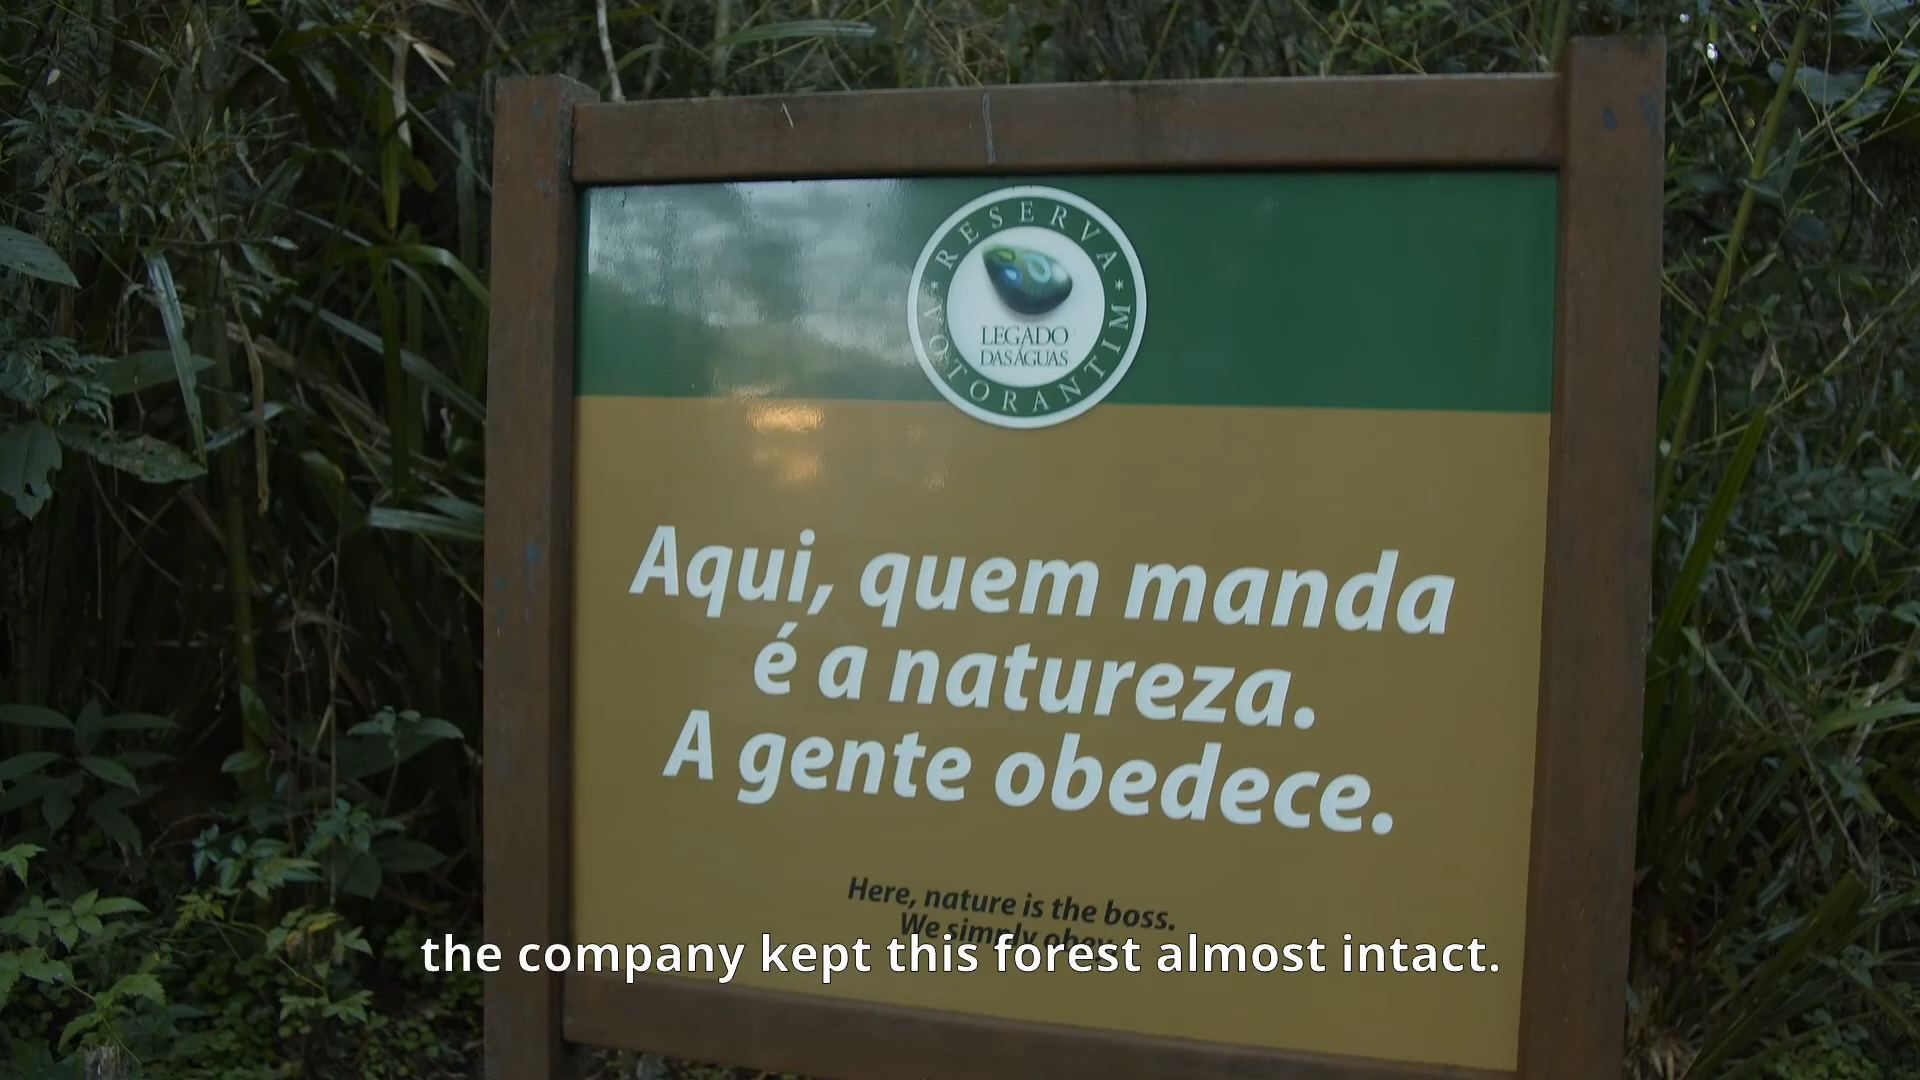 RESERVA
LEGADO
DAS ÁGUAS
VOTORANTIM
Aqui, quem manda
é a natureza.
A gente obedece.
Here, nature is the boss.
We simply obey.
the company kept this forest almost intact.